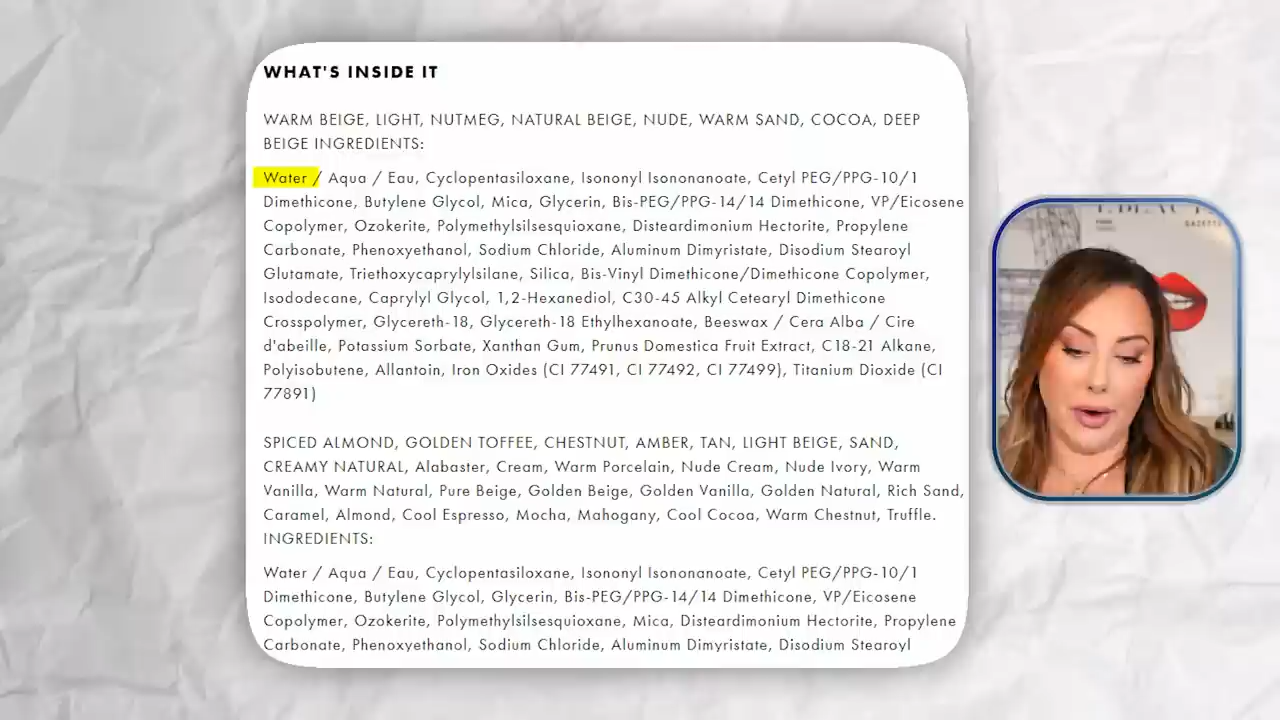 WHAT'S INSIDE IT
WARM BEIGE, LIGHT, NUTMEG, NATURAL BEIGE, NUDE, WARM SAND, COCOA, DEEP
BEIGE INGREDIENTS:
Water / Aqua / Eau, Cyclopentasiloxane, Isononyl Isononanoate, Cetyl PEG/PPG-10/1
Dimethicone, Butylene Glycol, Mica, Glycerin, Bis-PEG/PPG-14/14 Dimethicone, VP/Eicosene
Copolymer, Ozokerite, Polymethylsilsesquioxane, Disteardimonium Hectorite, Propylene
Carbonate, Phenoxyethanol, Sodium Chloride, Aluminum Dimyristate, Disodium Stearoyl
Glutamate, Triethoxycaprylylsilane, Silica, Bis-Vinyl Dimethicone/Dimethicone Copolymer,
Isododecane, Caprylyl Glycol, 1,2-Hexanediol, C30-45 Alkyl Cetearyl Dimethicone
Crosspolymer, Glycereth-18, Glycereth-18 Ethylhexanoate, Beeswax / Cera Alba / Cire
d'abeille, Potassium Sorbate, Xanthan Gum, Prunus Domestica Fruit Extract, C18-21 Alkane,
Polyisobutene, Allantoin, Iron Oxides (CI 77491, CI 77492, CI 77499), Titanium Dioxide (CI
77891)
SPICED ALMOND, GOLDEN TOFFEE, CHESTNUT, AMBER, TAN, LIGHT BEIGE, SAND,
CREAMY NATURAL, Alabaster, Cream, Warm Porcelain, Nude Cream, Nude Ivory, Warm
Vanilla, Warm Natural, Pure Beige, Golden Beige, Golden Vanilla, Golden Natural, Rich Sand,
Caramel, Almond, Cool Espresso, Mocha, Mahogany, Cool Cocoa, Warm Chestnut, Truffle.
INGREDIENTS:
Water / Aqua / Eau, Cyclopentasiloxane, Isononyl Isononanoate, Cetyl PEG/PPG-10/1
Dimethicone, Butylene Glycol, Glycerin, Bis-PEG/PPG-14/14 Dimethicone, VP/Eicosene
Copolymer, Ozokerite, Polymethylsilsesquioxane, Mica, Disteardimonium Hectorite, Propylene
Carbonate, Phenoxyethanol, Sodium Chloride, Aluminum Dimyristate, Disodium Stearoyl